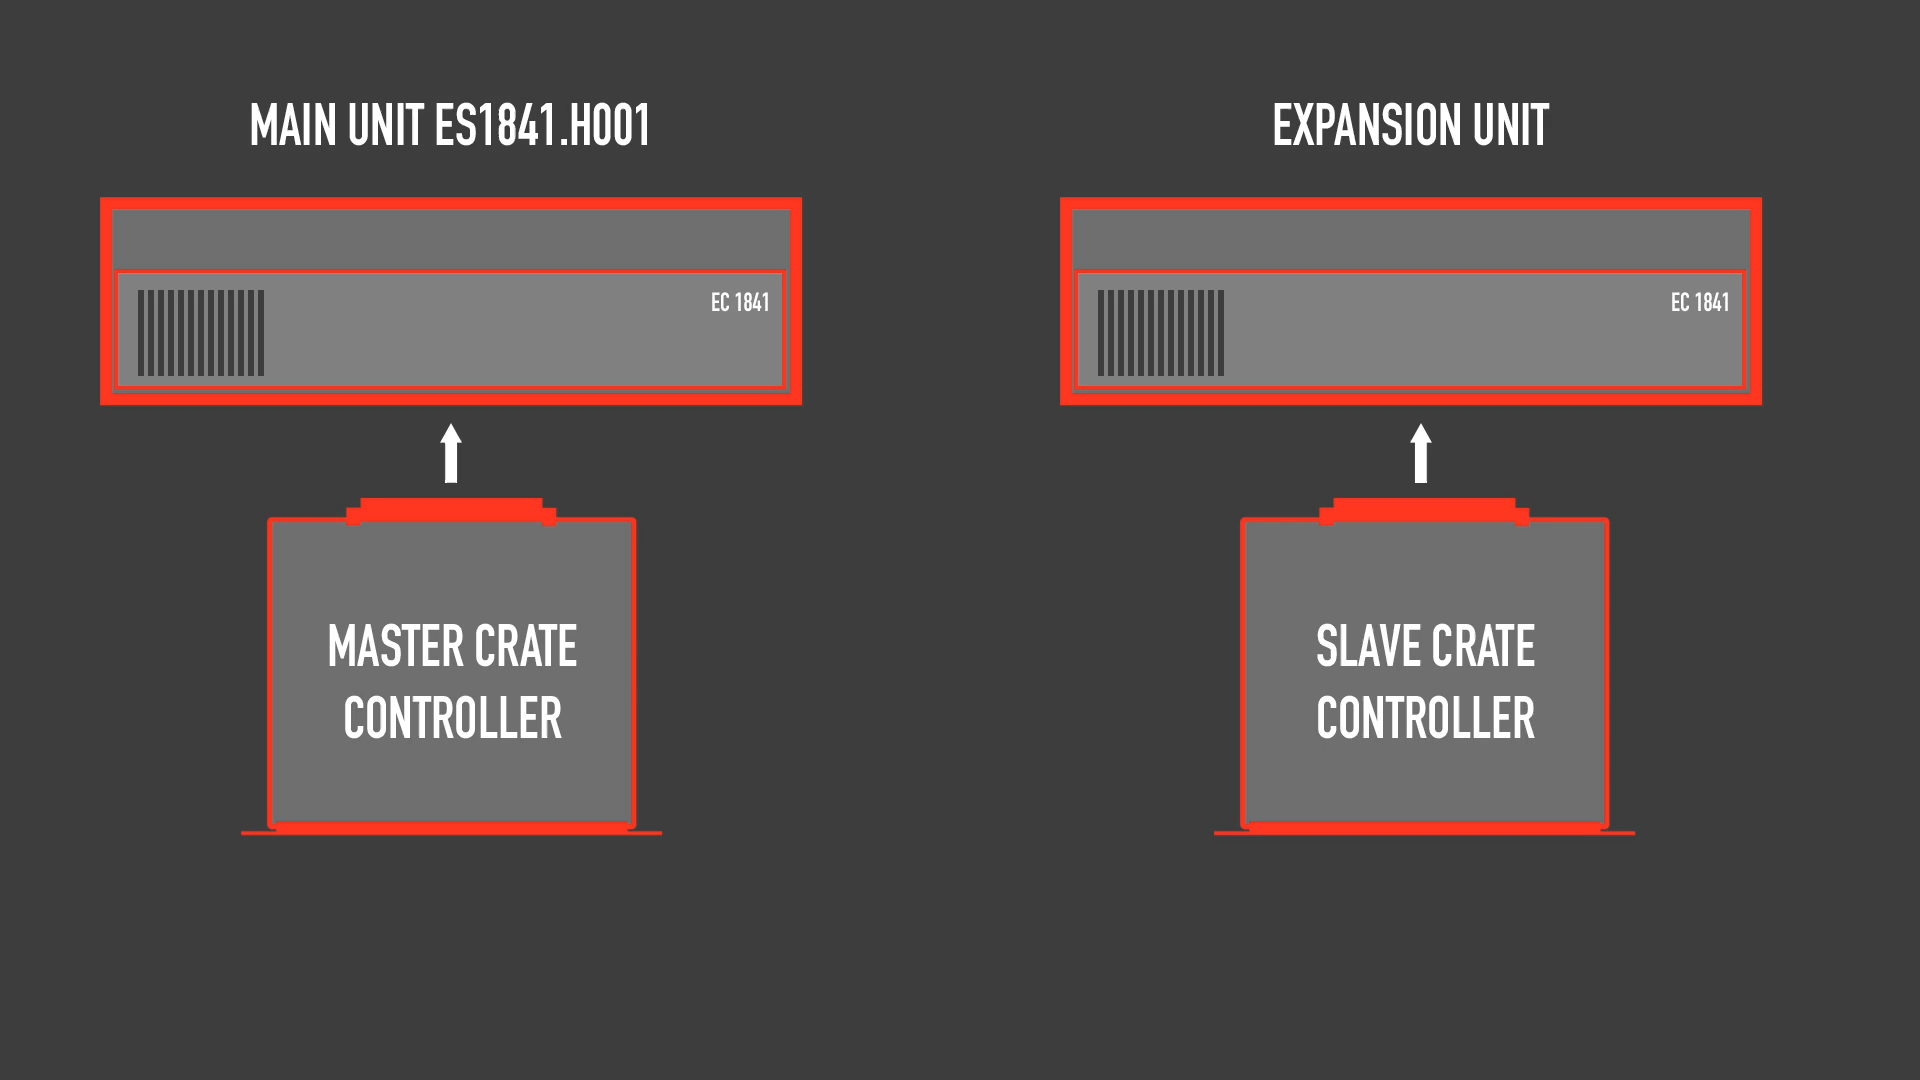 MAIN UNIT ES1841.H001
EXPANSION UNIT
EC 1841
EC 1841
MASTER CRATE
CONTROLLER
SLAVE CRATE
CONTROLLER